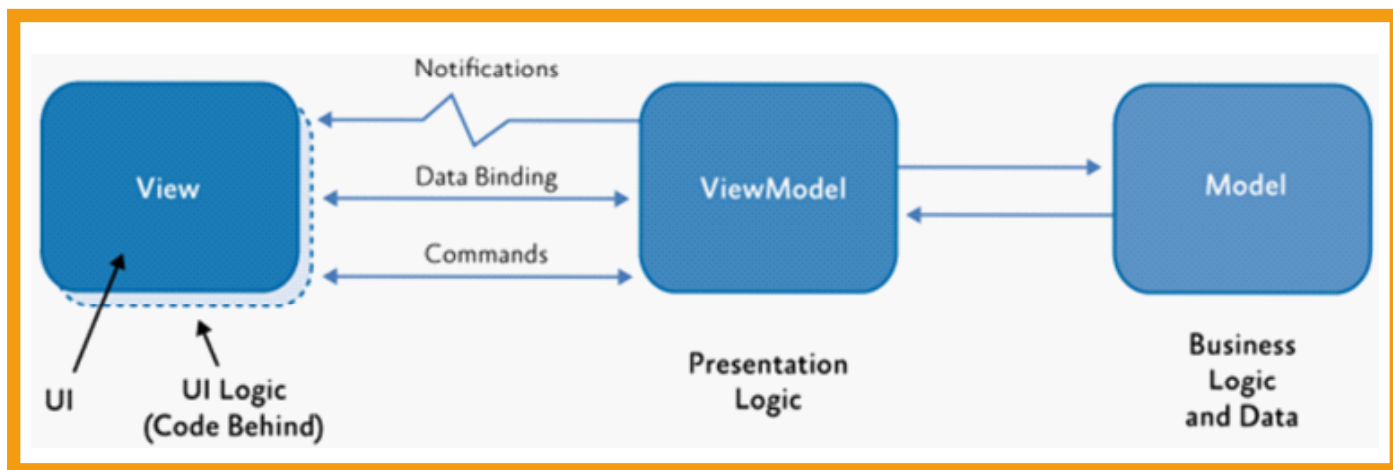 Notifications
View
Data Binding
ViewModel
Model
Commands
UI
UI Logic
(Code Behind)
Presentation
Logic
Business
Logic
and Data